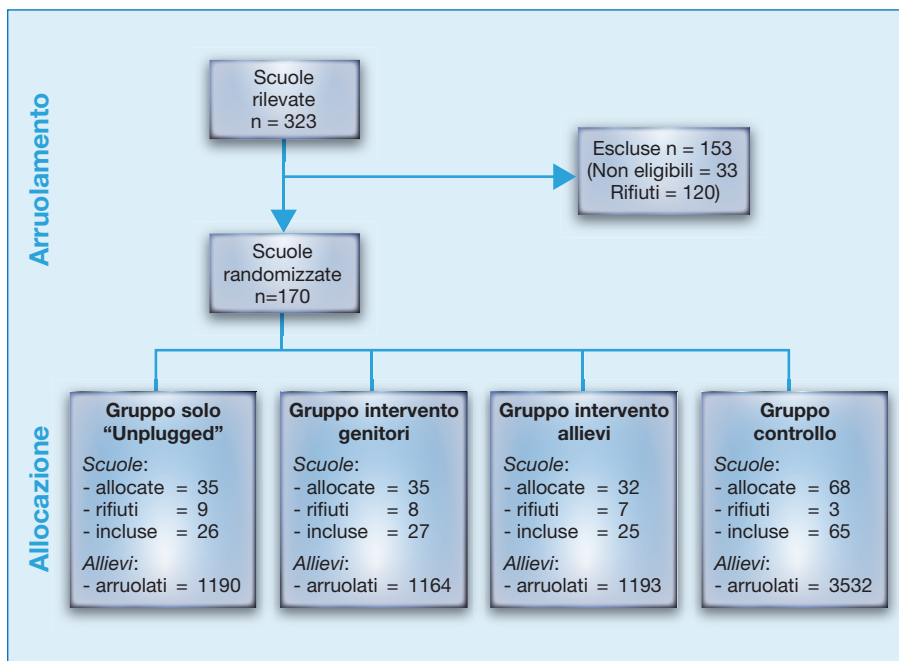 Arruolamento
Scuole
rilevate
n = 323
Escluse n = 153
(Non eligibili = 33
Rifiuti = 120)
Scuole
randomizzate
n=170
Allocazione
Gruppo solo
“Unplugged”
Scuole:
- allocate = 35
- rifiuti = 9
- incluse = 26
Allievi:
- arruolati = 1190
Gruppo intervento
genitori
Scuole:
- allocate = 35
- rifiuti = 8
- incluse = 27
Allievi:
- arruolati = 1164
Gruppo intervento
allievi
Scuole:
- allocate = 32
- rifiuti = 7
- incluse = 25
Allievi:
- arruolati = 1193
Gruppo
controllo
Scuole:
- allocate = 68
- rifiuti = 3
- incluse = 65
Allievi:
- arruolati = 3532